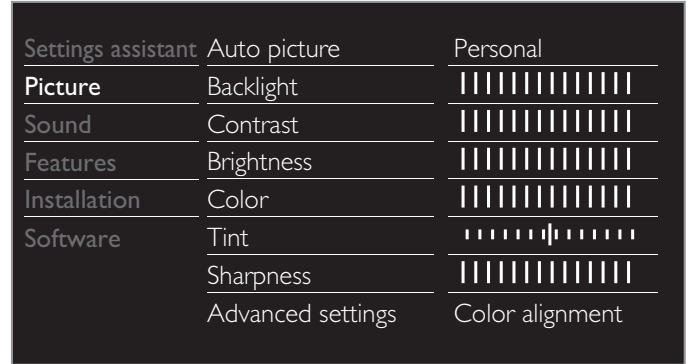 Settings assistant Auto picture Personal
Picture Backlight
Sound Contrast
Features Brightness
Installation Color
Software Tint
Sharpness
Advanced settings Color alignment